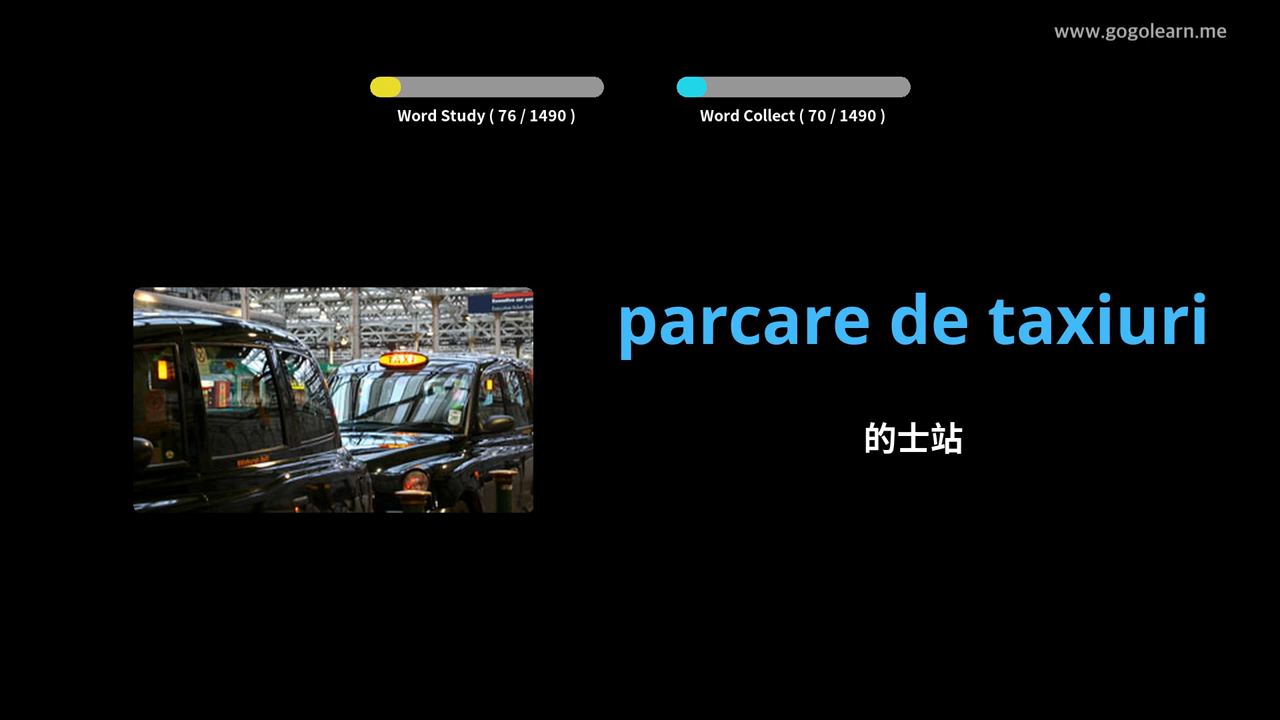 www.gogolearn.me
Word Study ( 76 / 1490 )
Word Collect ( 70 / 1490 )
parcare de taxiuri
的士站
TAXI